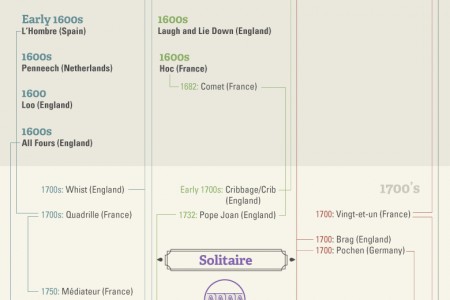 Early 1600s
L'Hombre (Spain)
1600s
Penneech (Netherlands)
1600
Loo (England)
1600s
All Fours (England)
1600s
Laugh and Lie Down (England)
1600s
Hoc (France)
1682: Comet (France)
1700's
1700s: Whist (England)
1700s: Quadrille (France)
1750: Médiateur (France)
Early 1700s: Cribbage/Crib
(England)
1732: Pope Joan (England)
Solitaire
1700: Vingt-et-un (France)
1700: Brag (England)
1700: Pochen (Germany)